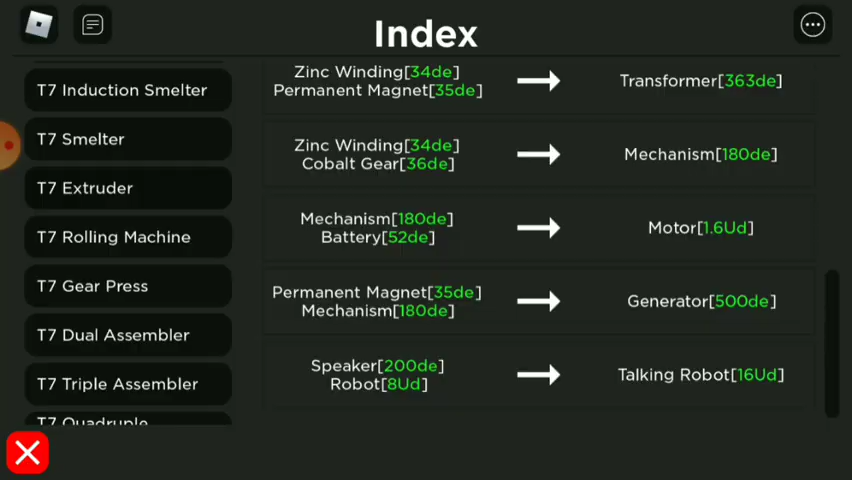 Index
T7 Induction Smelter
T7 Smelter
T7 Extruder
T7 Rolling Machine
T7 Gear Press
T7 Dual Assembler
T7 Triple Assembler
T7 Quadruple
Zinc Winding[34de]
Permanent Magnet[35de]
Transformer[363de]
Zinc Winding[34de]
Cobalt Gear[36de]
Mechanism[180de]
Mechanism[180de]
Battery[52de]
Motor[1.6Ud]
Permanent Magnet[35de]
Mechanism[180de]
Generator[500de]
Speaker[200de]
Robot[8Ud]
Talking Robot[16Ud]